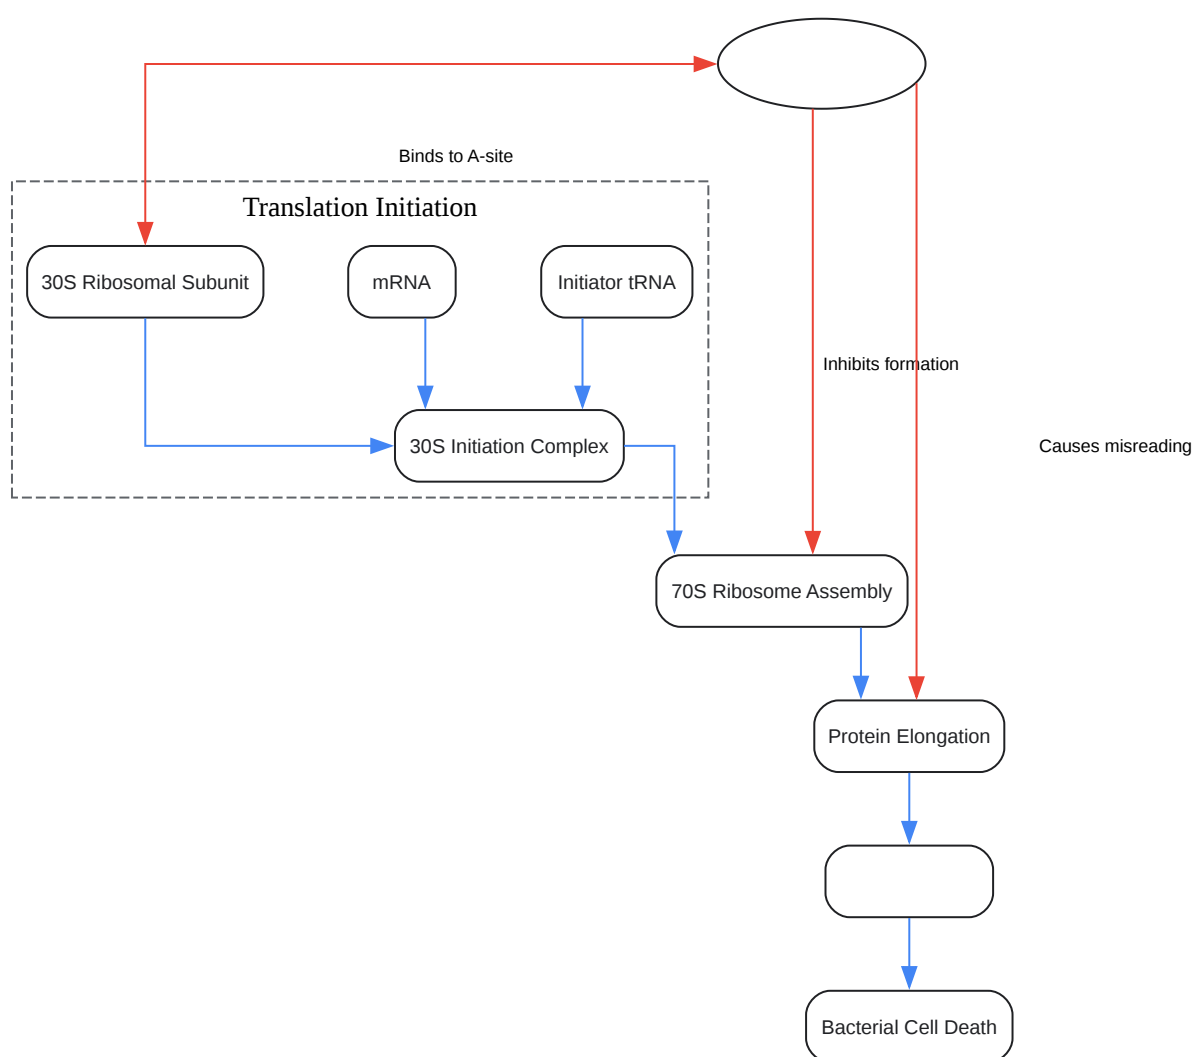 Binds to A-site
Translation Initiation
30S Ribosomal Subunit
mRNA
Initiator tRNA
Inhibits formation
30S Initiation Complex
Causes misreading
70S Ribosome Assembly
Protein Elongation
Bacterial Cell Death